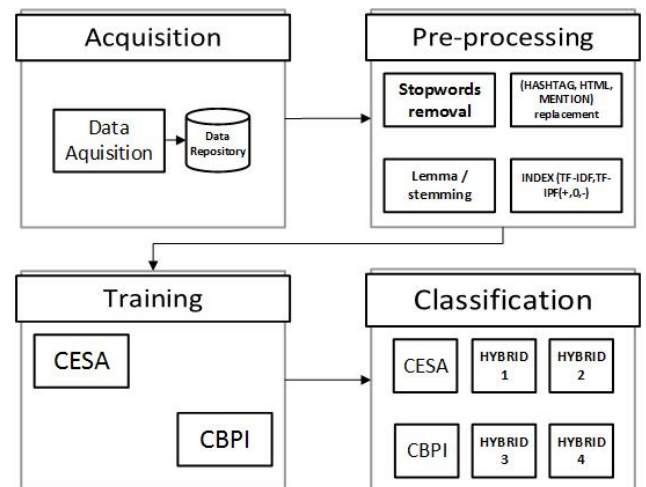 Acquisition
Data
Aquisition
Data
Repository
Pre-processing
Stopwords
removal
(HASHTAG, HTML,
MENTION)
replacement
Lemma /
stemming
INDEX (TF-IDF,TF-
IPF(+,0,-)
Training
CESA
CBPI
Classification
CESA
HYBRID
1
HYBRID
2
CBPI
HYBRID
3
HYBRID
4